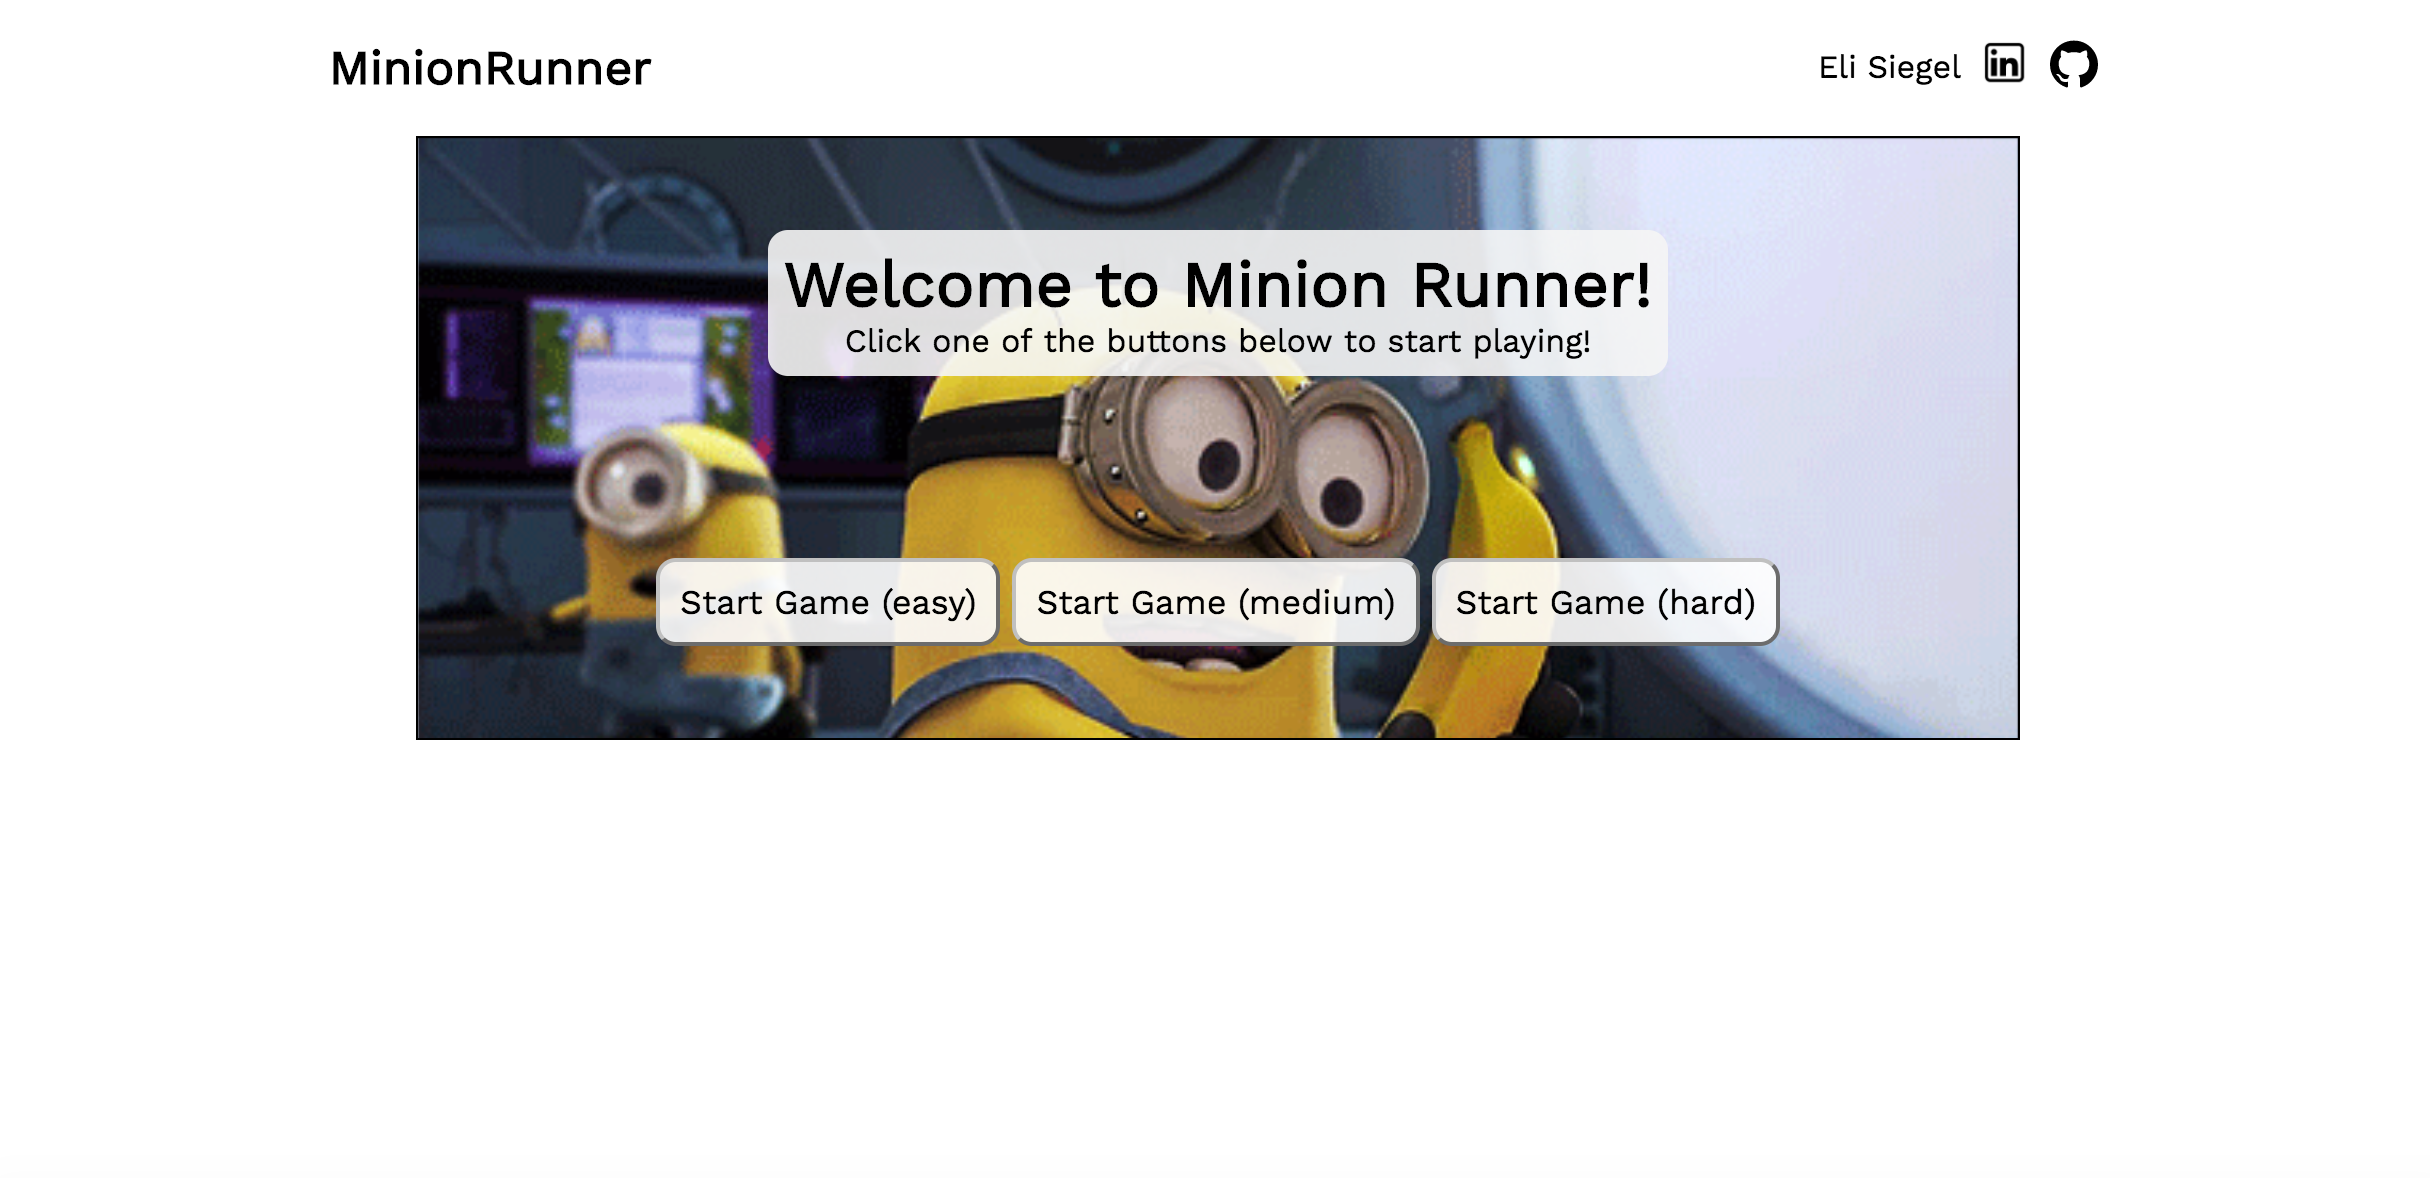 MinionRunner
Eli Siegel
in
Welcome to Minion Runner!
Click one of the buttons below to start playing!
Start Game (easy)
Start Game (medium)
Start Game (hard)